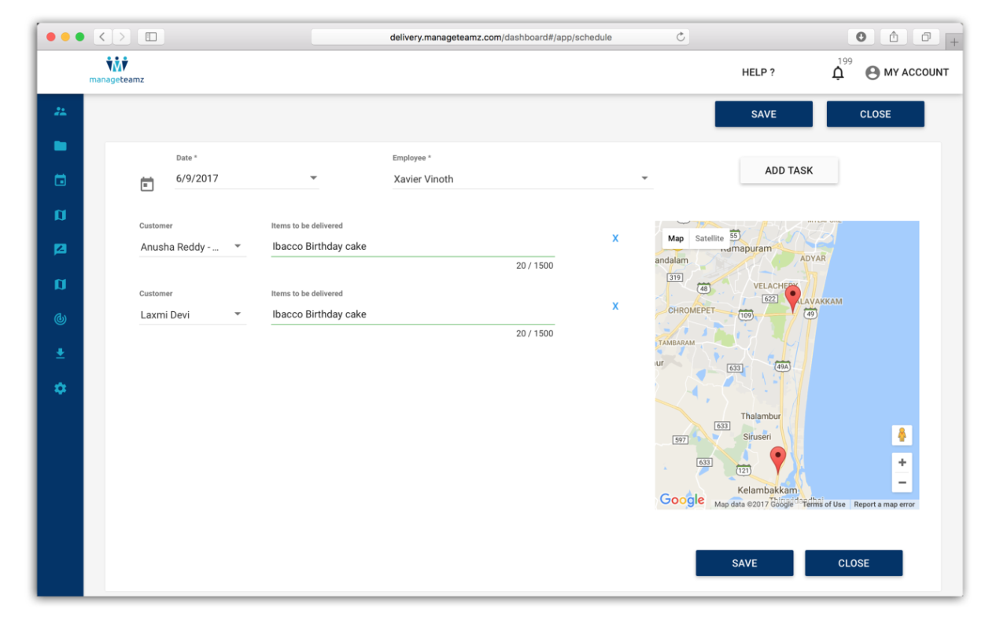 delivery.manageteamz.com/dashboard#/app/schedule
manageteamz
HELP ?
199
MY ACCOUNT
SAVE
CLOSE
Date *
Employee *
6/9/2017
Xavier Vinoth
ADD TASK
Customer
Items to be delivered
Anusha Reddy - ...
Ibacco Birthday cake
X
20 / 1500
Customer
Items to be delivered
Laxmi Devi
Ibacco Birthday cake
X
20 / 1500
Map
Satellite
55
Ramapuram
andalam
ADYAR
319
48
VELACHERY
622
ALAVAKKAM
CHROMEPET
109
49
TAMBARAM
ur
633
49A
Thalambur
633
597
Siruseri
633
121
+
−
Kelambakkam
Google
Map data ©2017 Google
Terms of Use
Report a map error
SAVE
CLOSE